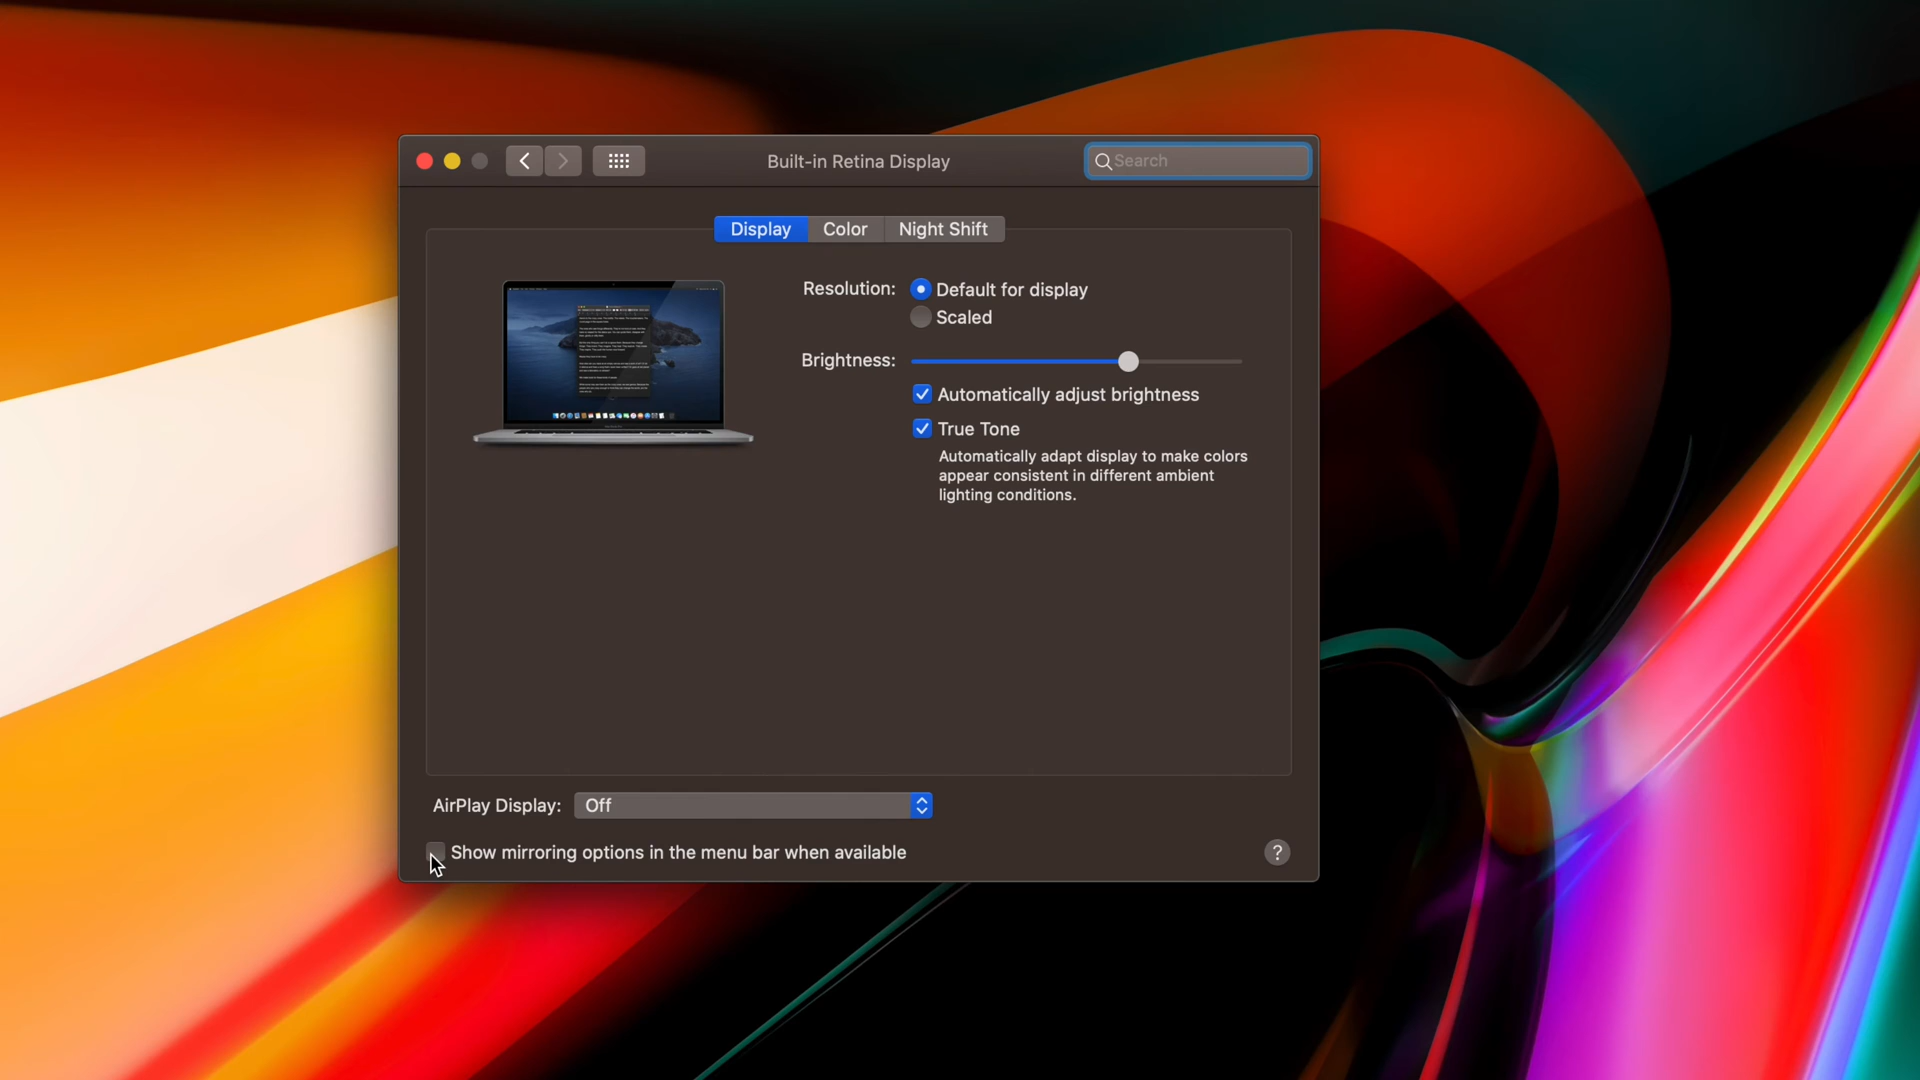 Built-in Retina Display
Search
Display
Color
Night Shift
Resolution:
Default for display
Scaled
Brightness:
Automatically adjust brightness
True Tone
Automatically adapt display to make colors
appear consistent in different ambient
lighting conditions.
AirPlay Display:
Off
Show mirroring options in the menu bar when available
?